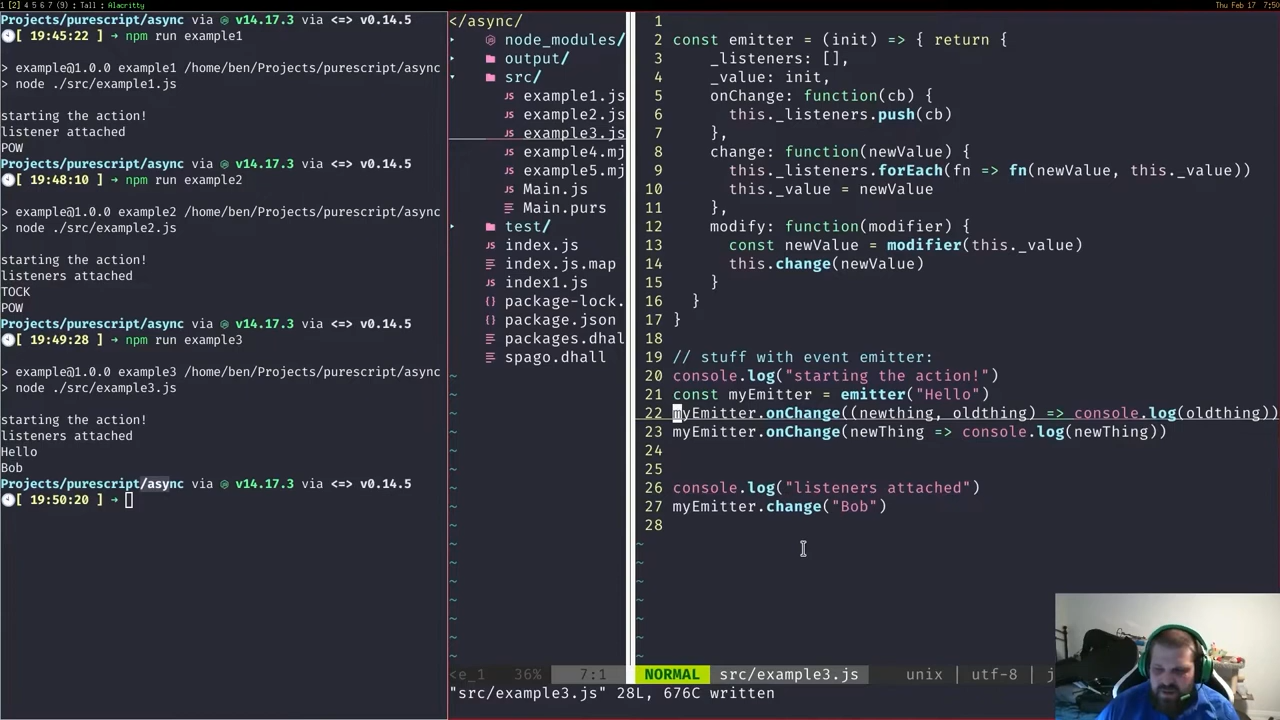 1 [2] 4 5 6 7 (9) : Tall : Alacritty
Thu Feb 17 7:50
Projects/purescript/async via v14.17.3 via <=> v0.14.5
[ 19:45:22 ] → npm run example1
> example@1.0.0 example1 /home/ben/Projects/purescript/async
> node ./src/example1.js
starting the action!
listener attached
POW
Projects/purescript/async via v14.17.3 via <=> v0.14.5
[ 19:48:10 ] → npm run example2
> example@1.0.0 example2 /home/ben/Projects/purescript/async
> node ./src/example2.js
starting the action!
listeners attached
TOCK
POW
Projects/purescript/async via v14.17.3 via <=> v0.14.5
[ 19:49:28 ] → npm run example3
> example@1.0.0 example3 /home/ben/Projects/purescript/async
> node ./src/example3.js
starting the action!
listeners attached
Hello
Bob
Projects/purescript/async via v14.17.3 via <=> v0.14.5
[ 19:50:20 ] →
</async/
node_modules/
output/
src/
JS example1.js
JS example2.js
JS example3.js
JS example4.mj
JS example5.mj
JS Main.js
Main.purs
test/
JS index.js
index.js.map
JS index1.js
{} package-lock.
{} package.json
packages.dhal
spago.dhall
<e_1 36% 7:1
1
2 const emitter = (init) => { return {
3 _listeners: [],
4 _value: init,
5 onChange: function(cb) {
6 this._listeners.push(cb)
7 },
8 change: function(newValue) {
9 this._listeners.forEach(fn => fn(newValue, this._value))
10 this._value = newValue
11 },
12 modify: function(modifier) {
13 const newValue = modifier(this._value)
14 this.change(newValue)
15 }
16 }
17 }
18
19 // stuff with event emitter:
20 console.log("starting the action!")
21 const myEmitter = emitter("Hello")
22 myEmitter.onChange((newthing, oldthing) => console.log(oldthing))
23 myEmitter.onChange(newThing => console.log(newThing))
24
25
26 console.log("listeners attached")
27 myEmitter.change("Bob")
28
NORMAL src/example3.js unix | utf-8 | j
"src/example3.js" 28L, 676C written